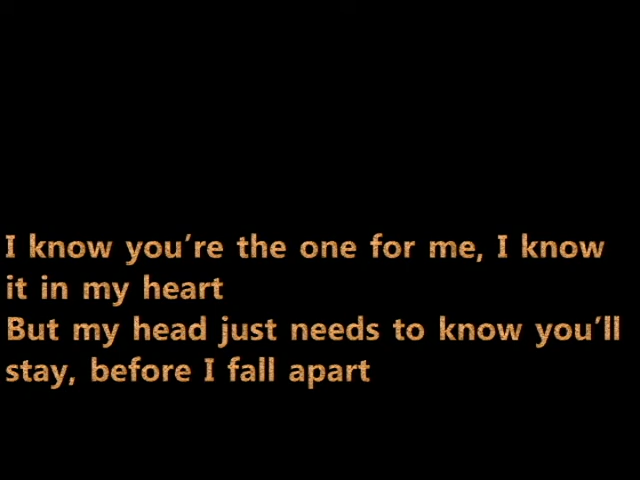 I know you're the one for me, I know
it in my heart
But my head just needs to know you'll
stay, before I fall apart